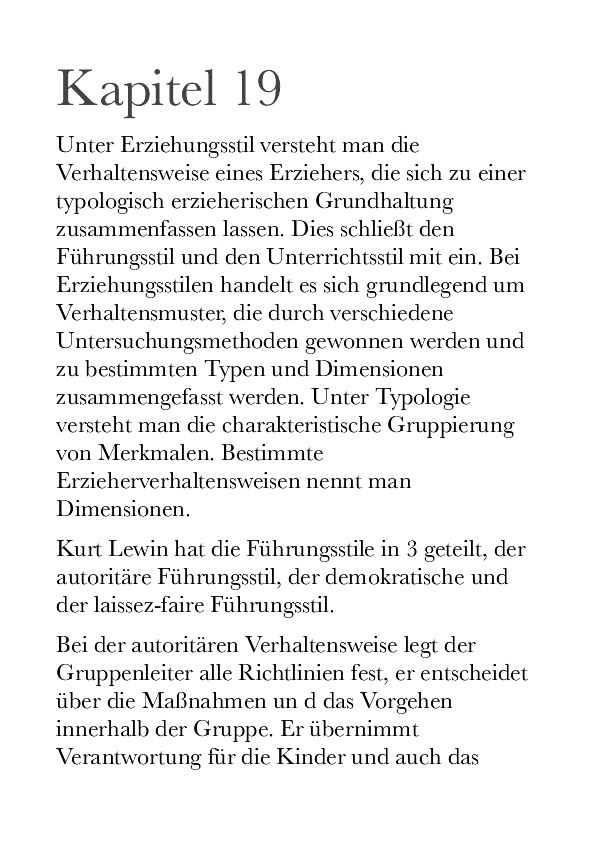 Kapitel 19
Unter Erziehungsstil versteht man die
Verhaltensweise eines Erziehers, die sich zu einer
typologisch erzieherischen Grundhaltung
zusammenfassen lassen. Dies schließt den
Führungsstil und den Unterrichtsstil mit ein. Bei
Erziehungsstilen handelt es sich grundlegend um
Verhaltensmuster, die durch verschiedene
Untersuchungsmethoden gewonnen werden und
zu bestimmten Typen und Dimensionen
zusammengefasst werden. Unter Typologie
versteht man die charakteristische Gruppierung
von Merkmalen. Bestimmte
Erzieherverhaltensweisen nennt man
Dimensionen.
Kurt Lewin hat die Führungsstile in 3 geteilt, der
autoritäre Führungsstil, der demokratische und
der laissez-faire Führungsstil.
Bei der autoritären Verhaltensweise legt der
Gruppenleiter alle Richtlinien fest, er entscheidet
über die Maßnahmen un d das Vorgehen
innerhalb der Gruppe. Er übernimmt
Verantwortung für die Kinder und auch das